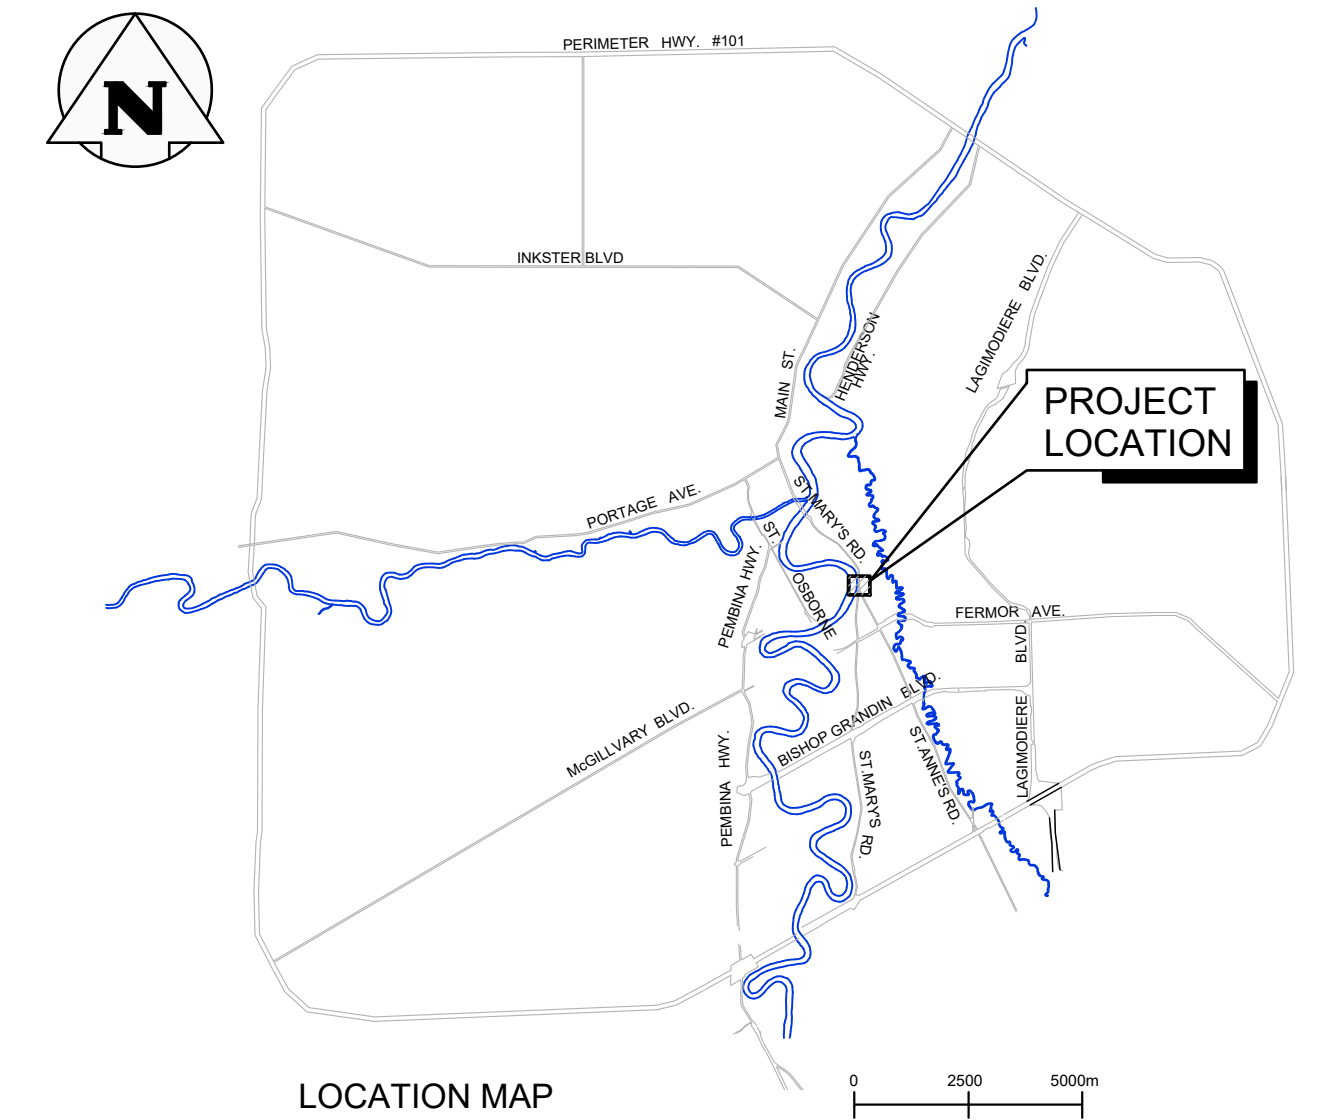 PERIMETER HWY. #101
N
INKSTER BLVD
LAGIMODIERE BLVD.
HENDERSON
HWY.
MAIN ST.
PROJECT
LOCATION
PORTAGE AVE.
ST.MARY'S RD.
ST.
OSBORNE
PEMBINA HWY.
FERMOR AVE.
BLVD.
LAGIMODIERE
BISHOP GRANDIN BLVD.
McGILLVARY BLVD.
PEMBINA HWY.
ST.MARY'S
RD.
ST.ANNE'S RD.
LOCATION MAP
0 2500 5000m